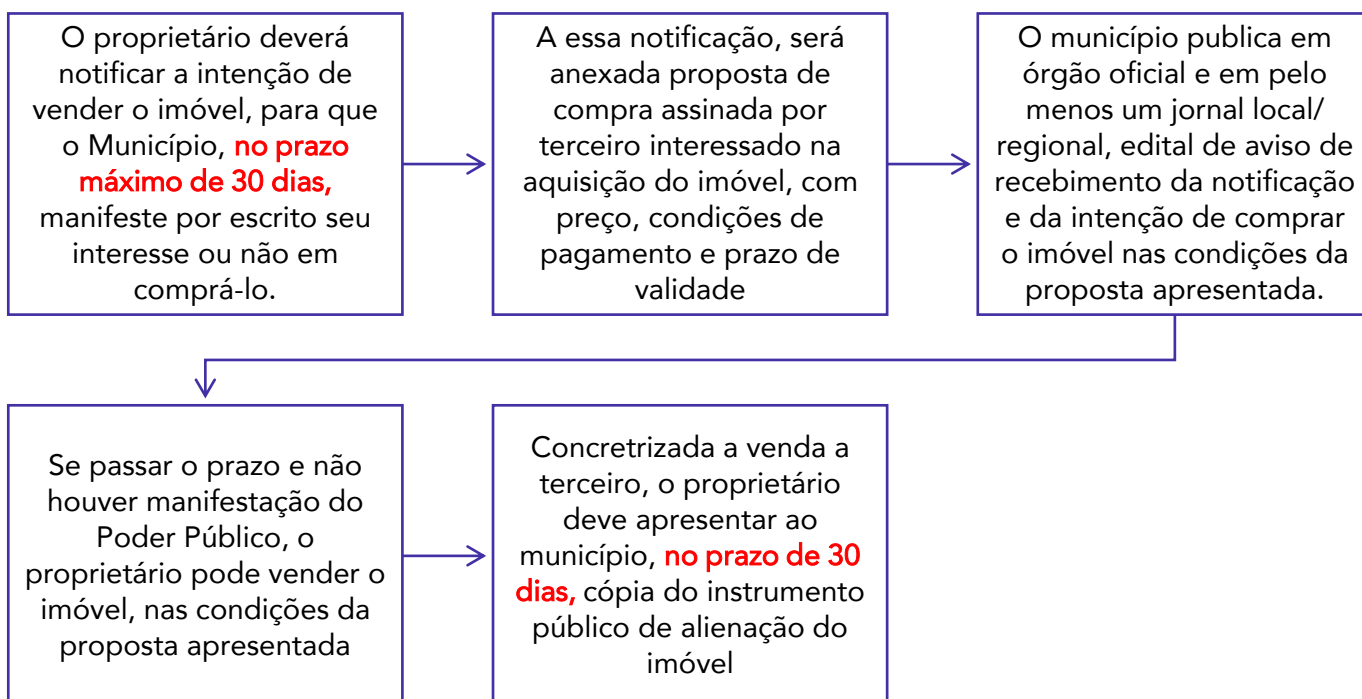 O proprietário deverá
notificar a intenção de
vender o imóvel, para que
o Município, no prazo
máximo de 30 dias,
manifeste por escrito seu
interesse ou não em
comprá-lo.
A essa notificação, será
anexada proposta de
compra assinada por
terceiro interessado na
aquisição do imóvel, com
preço, condições de
pagamento e prazo de
validade
O município publica em
órgão oficial e em pelo
menos um jornal local/
regional, edital de aviso de
recebimento da notificação
e da intenção de comprar
o imóvel nas condições da
proposta apresentada.
Se passar o prazo e não
houver manifestação do
Poder Público, o
proprietário pode vender o
imóvel, nas condições da
proposta apresentada
Concretrizada a venda a
terceiro, o proprietário
deve apresentar ao
município, no prazo de 30
dias, cópia do instrumento
público de alienação do
imóvel